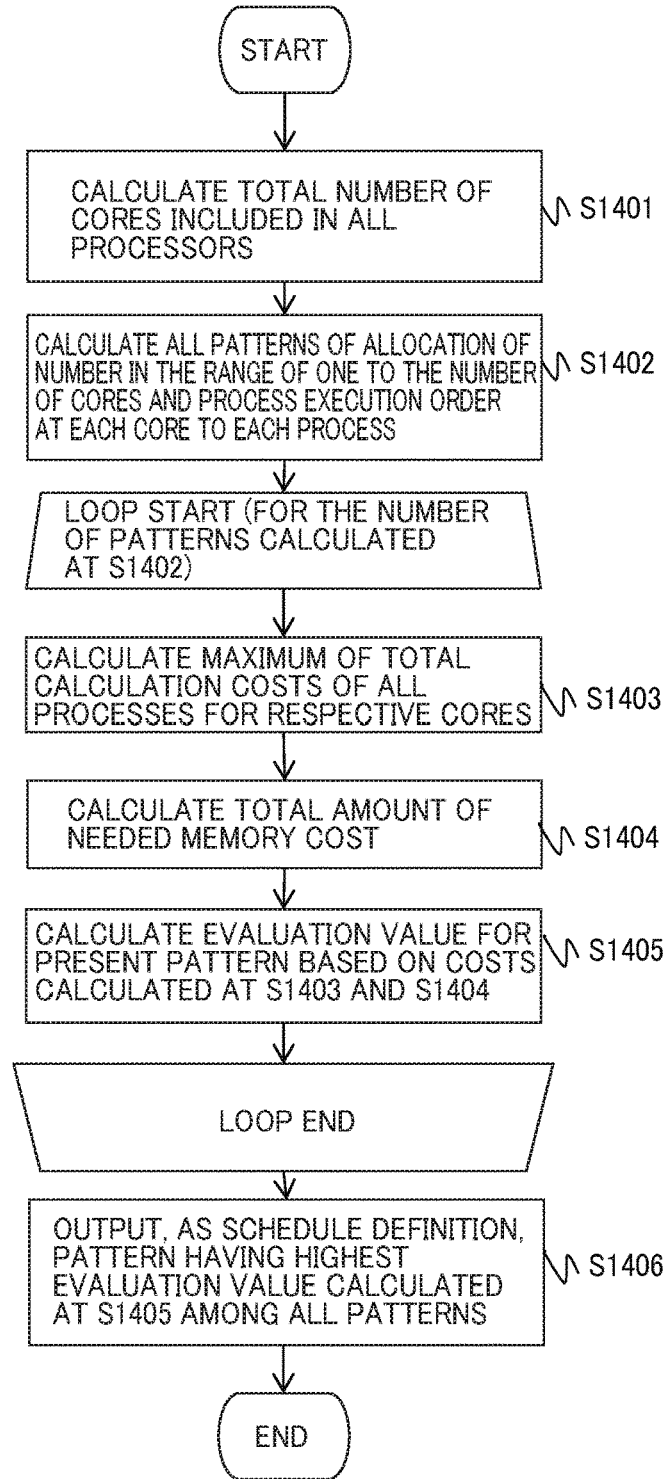 START
CALCULATE TOTAL NUMBER OF
CORES INCLUDED IN ALL
PROCESSORS
S1401
CALCULATE ALL PATTERNS OF ALLOCATION OF
NUMBER IN THE RANGE OF ONE TO THE NUMBER
OF CORES AND PROCESS EXECUTION ORDER
AT EACH CORE TO EACH PROCESS
S1402
LOOP START (FOR THE NUMBER
OF PATTERNS CALCULATED
AT S1402)
CALCULATE MAXIMUM OF TOTAL
CALCULATION COSTS OF ALL
PROCESSES FOR RESPECTIVE CORES
S1403
CALCULATE TOTAL AMOUNT OF
NEEDED MEMORY COST
S1404
CALCULATE EVALUATION VALUE FOR
PRESENT PATTERN BASED ON COSTS
CALCULATED AT S1403 AND S1404
S1405
LOOP END
OUTPUT, AS SCHEDULE DEFINITION,
PATTERN HAVING HIGHEST
EVALUATION VALUE CALCULATED
AT S1405 AMONG ALL PATTERNS
S1406
END